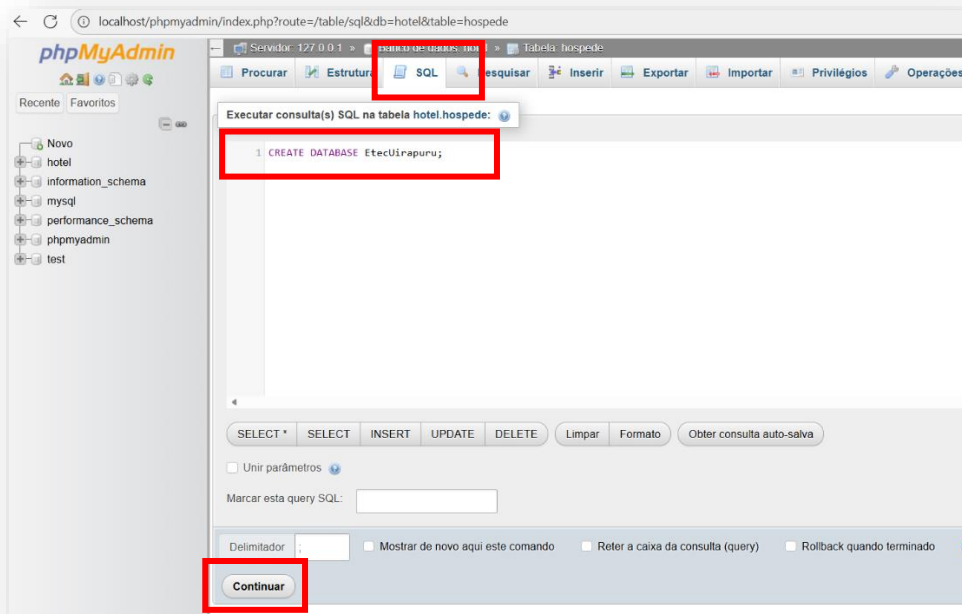 localhost/phpmyadmin/index.php?route=/table/sql&db=hotel&table=hospede
phpMyAdmin
Recente Favoritos
Novo
hotel
information_schema
mysql
performance_schema
phpmyadmin
test
Servidor: 127.0.0.1 » Banco de dados: hotel » Tabela: hospede
Procurar Estrutura SQL Pesquisar Inserir Exportar Importar Privilégios Operações
Executar consulta(s) SQL na tabela hotel.hospede:
1 CREATE DATABASE EtecUirapuru;
SELECT * SELECT INSERT UPDATE DELETE Limpar Formato Obter consulta auto-salva
Unir parâmetros
Marcar esta query SQL:
Delimitador ; Mostrar de novo aqui este comando Reter a caixa da consulta (query) Rollback quando terminado
Continuar